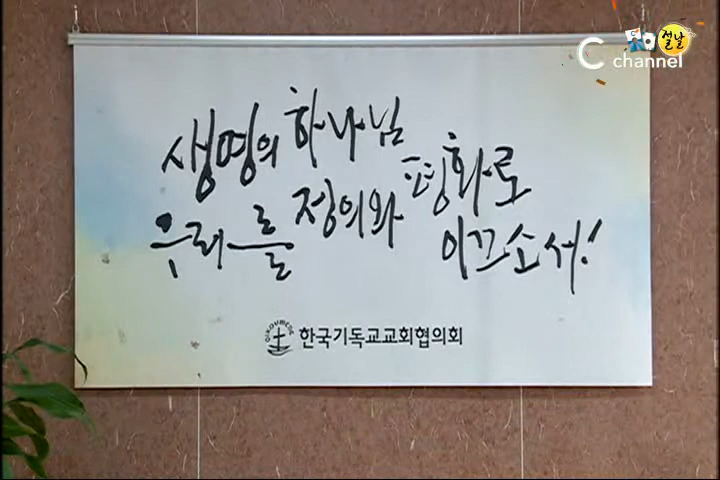 C channel
설날
생명의 하나님
우리를 정의와 평화로
이끄소서!
OIKOUMENE
한국기독교교회협의회